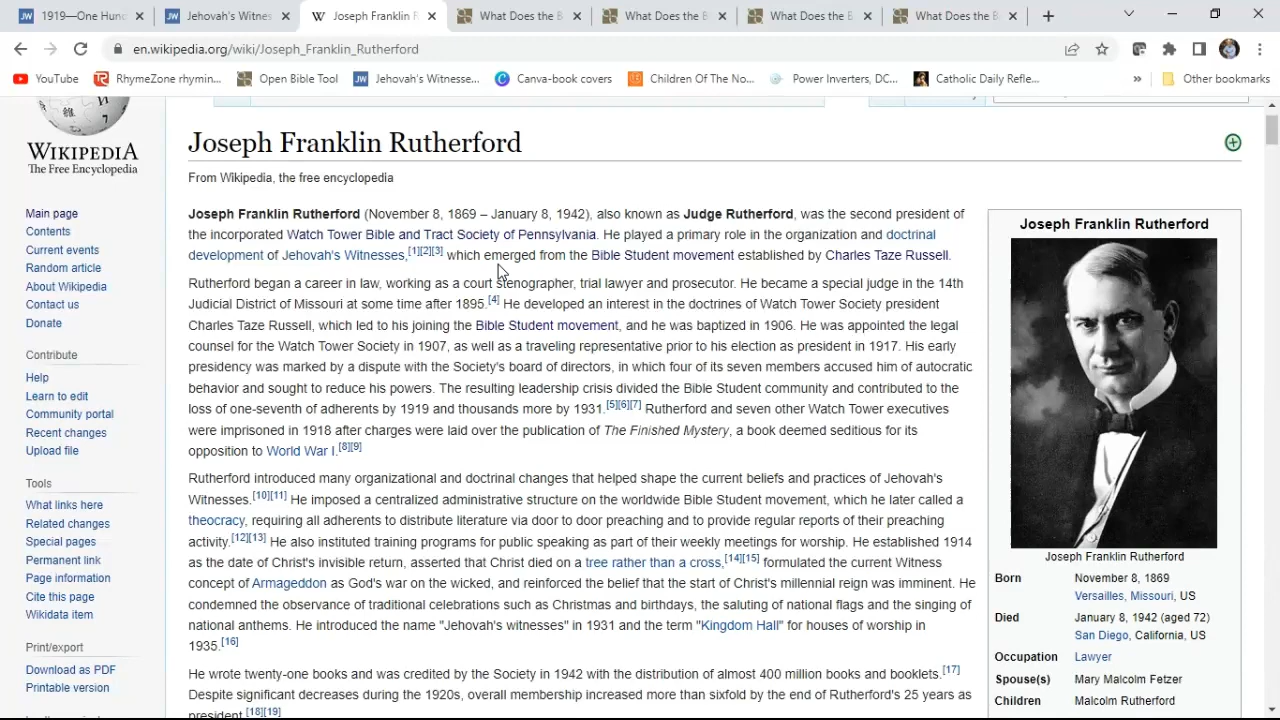 1919—One Hun
Jehovah's Witnes
Joseph Franklin R
What Does the B
What Does the B
What Does the B
What Does the B
en.wikipedia.org/wiki/Joseph_Franklin_Rutherford
YouTube
RhymeZone rhymin...
Open Bible Tool
Jehovah's Witnesse...
Canva-book covers
Children Of The No...
Power Inverters, DC...
Catholic Daily Refle...
»
Other bookmarks
WIKIPEDIA
The Free Encyclopedia
Main page
Contents
Current events
Random article
About Wikipedia
Contact us
Donate
Contribute
Help
Learn to edit
Community portal
Recent changes
Upload file
Tools
What links here
Related changes
Special pages
Permanent link
Page information
Cite this page
Wikidata item
Print/export
Download as PDF
Printable version
Joseph Franklin Rutherford
From Wikipedia, the free encyclopedia
Joseph Franklin Rutherford (November 8, 1869 – January 8, 1942), also known as Judge Rutherford, was the second president of
the incorporated Watch Tower Bible and Tract Society of Pennsylvania. He played a primary role in the organization and doctrinal
development of Jehovah's Witnesses,[1][2][3] which emerged from the Bible Student movement established by Charles Taze Russell.
Rutherford began a career in law, working as a court stenographer, trial lawyer and prosecutor. He became a special judge in the 14th
Judicial District of Missouri at some time after 1895.[4] He developed an interest in the doctrines of Watch Tower Society president
Charles Taze Russell, which led to his joining the Bible Student movement, and he was baptized in 1906. He was appointed the legal
counsel for the Watch Tower Society in 1907, as well as a traveling representative prior to his election as president in 1917. His early
presidency was marked by a dispute with the Society's board of directors, in which four of its seven members accused him of autocratic
behavior and sought to reduce his powers. The resulting leadership crisis divided the Bible Student community and contributed to the
loss of one-seventh of adherents by 1919 and thousands more by 1931.[5][6][7] Rutherford and seven other Watch Tower executives
were imprisoned in 1918 after charges were laid over the publication of The Finished Mystery, a book deemed seditious for its
opposition to World War I.[8][9]
Rutherford introduced many organizational and doctrinal changes that helped shape the current beliefs and practices of Jehovah's
Witnesses.[10][11] He imposed a centralized administrative structure on the worldwide Bible Student movement, which he later called a
theocracy, requiring all adherents to distribute literature via door to door preaching and to provide regular reports of their preaching
activity.[12][13] He also instituted training programs for public speaking as part of their weekly meetings for worship. He established 1914
as the date of Christ's invisible return, asserted that Christ died on a tree rather than a cross,[14][15] formulated the current Witness
concept of Armageddon as God's war on the wicked, and reinforced the belief that the start of Christ's millennial reign was imminent. He
condemned the observance of traditional celebrations such as Christmas and birthdays, the saluting of national flags and the singing of
national anthems. He introduced the name "Jehovah's witnesses" in 1931 and the term "Kingdom Hall" for houses of worship in
1935.[16]
He wrote twenty-one books and was credited by the Society in 1942 with the distribution of almost 400 million books and booklets.[17]
Despite significant decreases during the 1920s, overall membership increased more than sixfold by the end of Rutherford's 25 years as
president.[18][19]
Joseph Franklin Rutherford
Joseph Franklin Rutherford
Born November 8, 1869
Versailles, Missouri, US
Died January 8, 1942 (aged 72)
San Diego, California, US
Occupation Lawyer
Spouse(s) Mary Malcolm Fetzer
Children Malcolm Rutherford